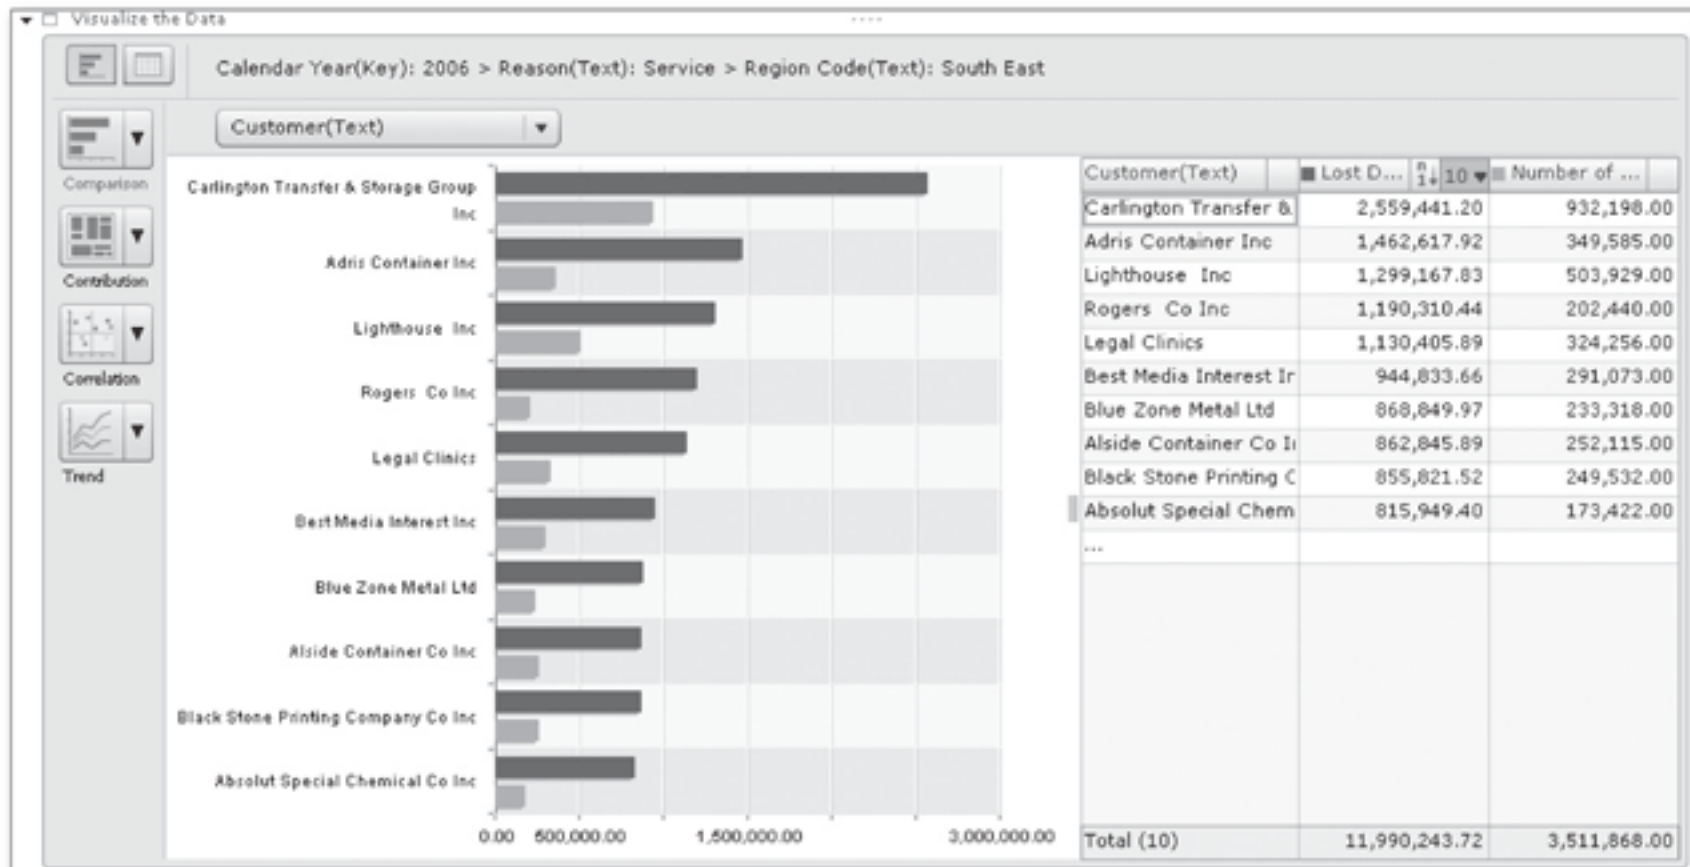 Visualize the Data
Calendar Year(Key): 2006 > Reason(Text): Service > Region Code(Text): South East
Customer(Text)
Comparison
Contribution
Correlation
Trend
Carlington Transfer & Storage Group
Inc
Adris Container Inc
Lighthouse Inc
Rogers Co Inc
Legal Clinics
Best Media Interest Inc
Blue Zone Metal Ltd
Alside Container Co Inc
Black Stone Printing Company Co Inc
Absolut Special Chemical Co Inc
0.00 500,000.00 1,500,000.00 3,000,000.00
Customer(Text) Lost D... 10 Number of ...
Carlington Transfer & 2,559,441.20 932,198.00
Adris Container Inc 1,462,617.92 349,585.00
Lighthouse Inc 1,299,167.83 503,929.00
Rogers Co Inc 1,190,310.44 202,440.00
Legal Clinics 1,130,405.89 324,256.00
Best Media Interest Ir 944,833.66 291,073.00
Blue Zone Metal Ltd 868,849.97 233,318.00
Alside Container Co I 862,845.89 252,115.00
Black Stone Printing C 855,821.52 249,532.00
Absolut Special Chem 815,949.40 173,422.00
...
Total (10) 11,990,243.72 3,511,868.00